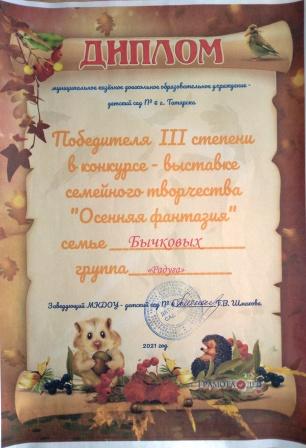 ДИПЛОМ
муниципальное казённое дошкольное образовательное учреждение -
детский сад № 6 г. Татарска
Победителя III степени
в конкурсе - выставке
семейного творчества
"Осенняя фантазия"
семье Бычковых
группа «Радуга»
Заведующий МКДОУ - детский сад № 6 Г.В. Шмакова
2021 год